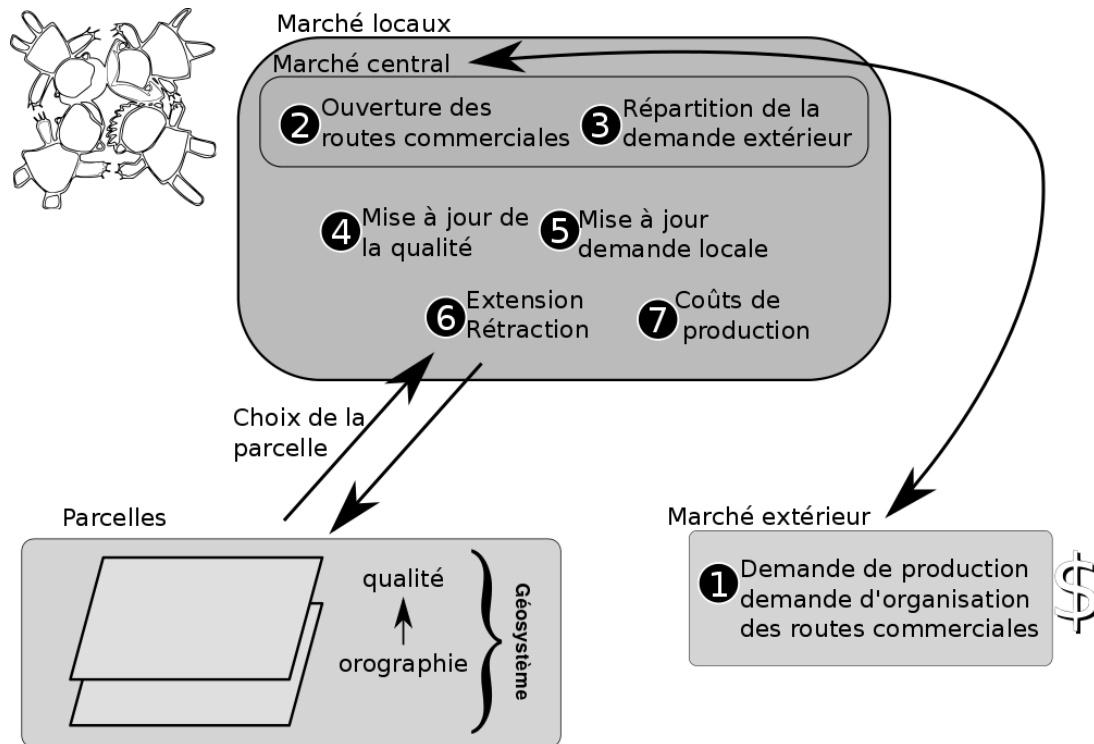 Marché locaux
Marché central
2 Ouverture des
routes commerciales
3 Répartition de la
demande extérieur
4 Mise à jour de
la qualité
5 Mise à jour
demande locale
6 Extension
Rétraction
7 Coûts de
production
Choix de la
parcelle
Parcelles
qualité
orographie
Géosystème
Marché extérieur
1 Demande de production
demande d'organisation
des routes commerciales
$